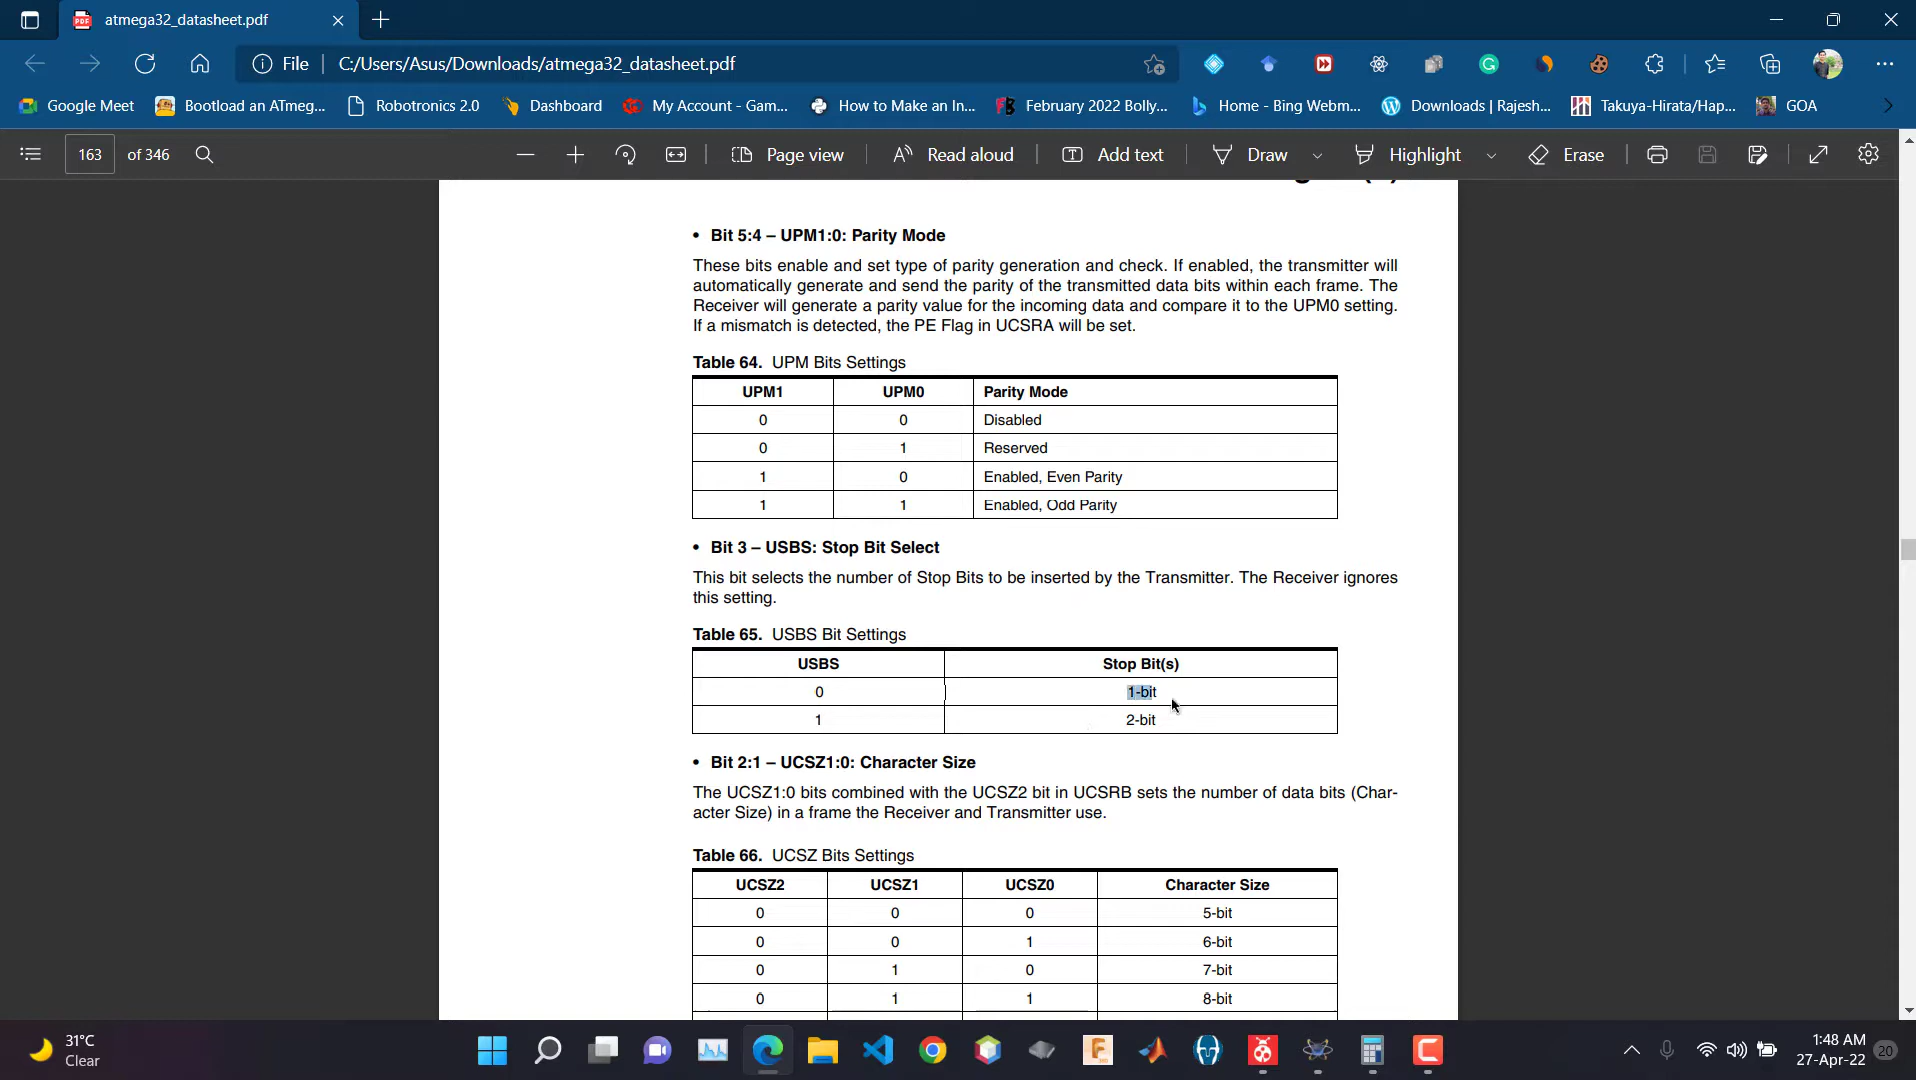 atmega32_datasheet.pdf
File | C:/Users/Asus/Downloads/atmega32_datasheet.pdf
Google Meet Bootload an ATmeg... Robotronics 2.0 Dashboard My Account - Gam... How to Make an In... February 2022 Bolly... Home - Bing Webm... Downloads | Rajesh... Takuya-Hirata/Hap... GOA
163 of 346 Page view Read aloud Add text Draw Highlight Erase
• Bit 5:4 – UPM1:0: Parity Mode
These bits enable and set type of parity generation and check. If enabled, the transmitter will
automatically generate and send the parity of the transmitted data bits within each frame. The
Receiver will generate a parity value for the incoming data and compare it to the UPM0 setting.
If a mismatch is detected, the PE Flag in UCSRA will be set.
Table 64. UPM Bits Settings
UPM1 UPM0 Parity Mode
0 0 Disabled
0 1 Reserved
1 0 Enabled, Even Parity
1 1 Enabled, Odd Parity
• Bit 3 – USBS: Stop Bit Select
This bit selects the number of Stop Bits to be inserted by the Transmitter. The Receiver ignores
this setting.
Table 65. USBS Bit Settings
USBS Stop Bit(s)
0 1-bit
1 2-bit
• Bit 2:1 – UCSZ1:0: Character Size
The UCSZ1:0 bits combined with the UCSZ2 bit in UCSRB sets the number of data bits (Char-
acter Size) in a frame the Receiver and Transmitter use.
Table 66. UCSZ Bits Settings
UCSZ2 UCSZ1 UCSZ0 Character Size
0 0 0 5-bit
0 0 1 6-bit
0 1 0 7-bit
0 1 1 8-bit
31°C
Clear
1:48 AM
27-Apr-22
20